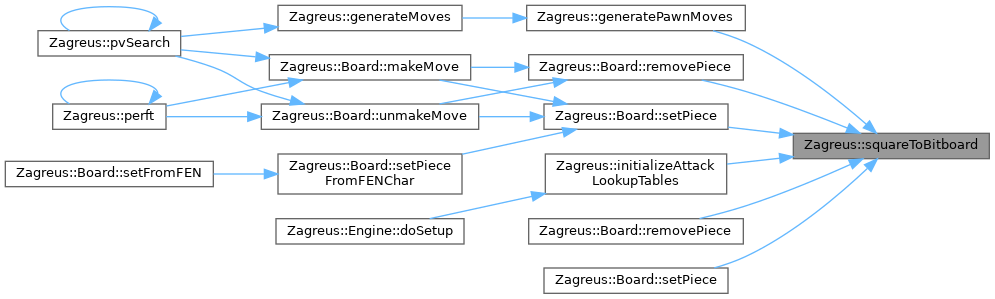 Zagreus::generateMoves
Zagreus::generatePawnMoves
Zagreus::pvSearch
Zagreus::Board::makeMove
Zagreus::Board::removePiece
Zagreus::perft
Zagreus::Board::unmakeMove
Zagreus::Board::setPiece
Zagreus::squareToBitboard
Zagreus::Board::setFromFEN
Zagreus::Board::setPiece
FromFENChar
Zagreus::initializeAttack
LookupTables
Zagreus::Engine::doSetup
Zagreus::Board::removePiece
Zagreus::Board::setPiece